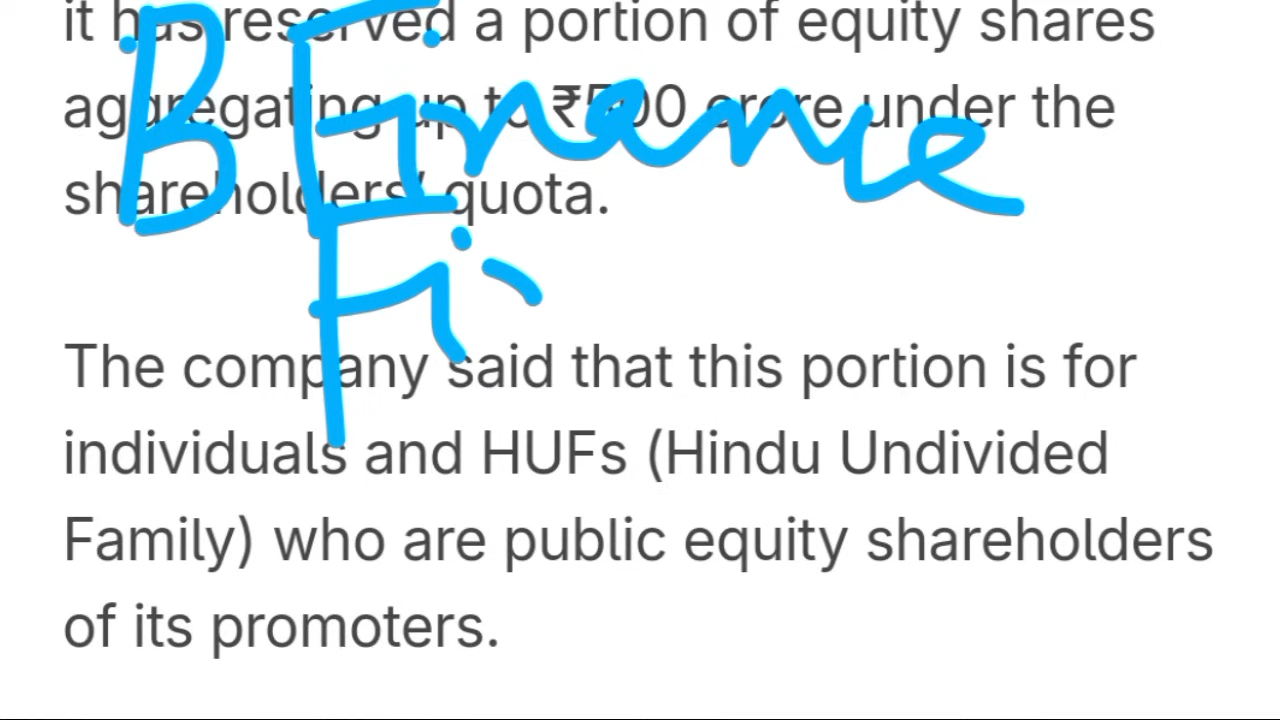 it has reserved a portion of equity shares
aggregating up to ₹500 crore under the
shareholders' quota.
B Finance
Fi
The company said that this portion is for
individuals and HUFs (Hindu Undivided
Family) who are public equity shareholders
of its promoters.